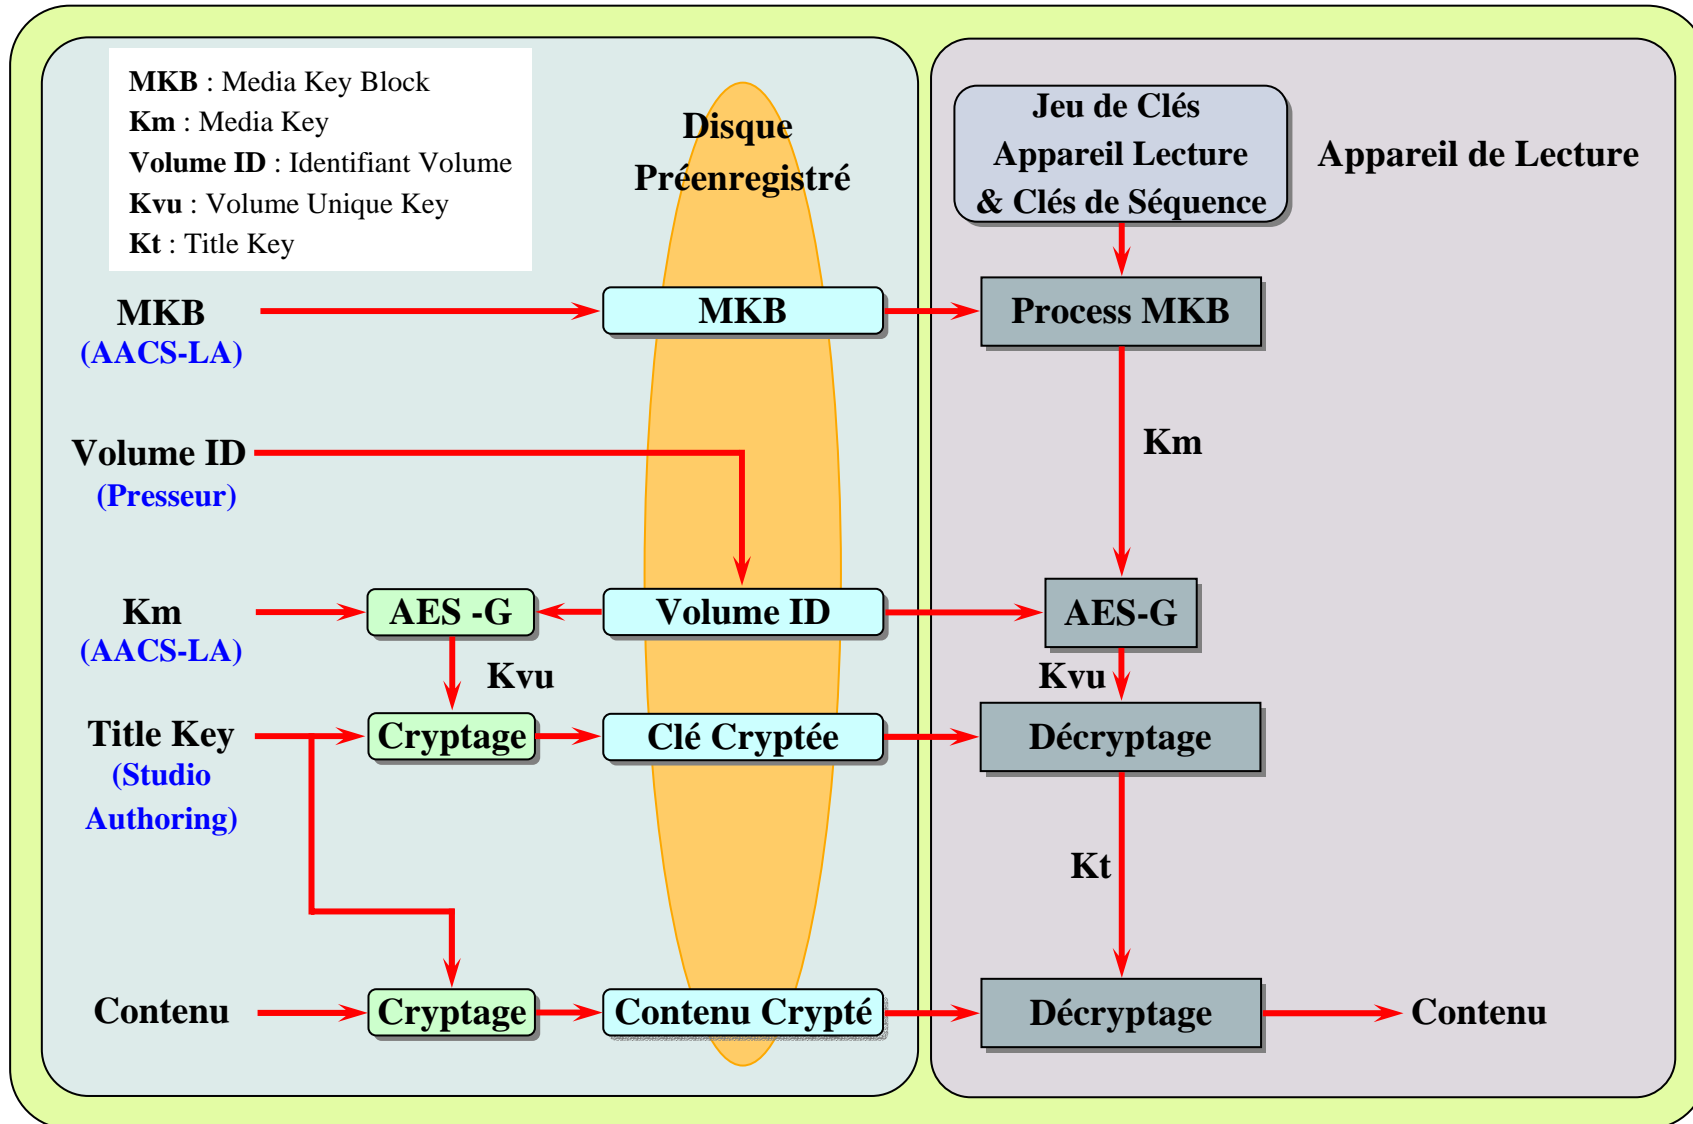 MKB : Media Key Block
Km : Media Key
Volume ID : Identifiant Volume
Kvu : Volume Unique Key
Kt : Title Key
Disque
Préenregistré
Jeu de Clés
Appareil Lecture
& Clés de Séquence
Appareil de Lecture
MKB
(AACS-LA)
MKB
Process MKB
Volume ID
(Presseur)
Km
Km
(AACS-LA)
AES -G
Volume ID
AES-G
Kvu
Kvu
Title Key
(Studio
Authoring)
Cryptage
Clé Cryptée
Décryptage
Kt
Contenu
Cryptage
Contenu Crypté
Décryptage
Contenu